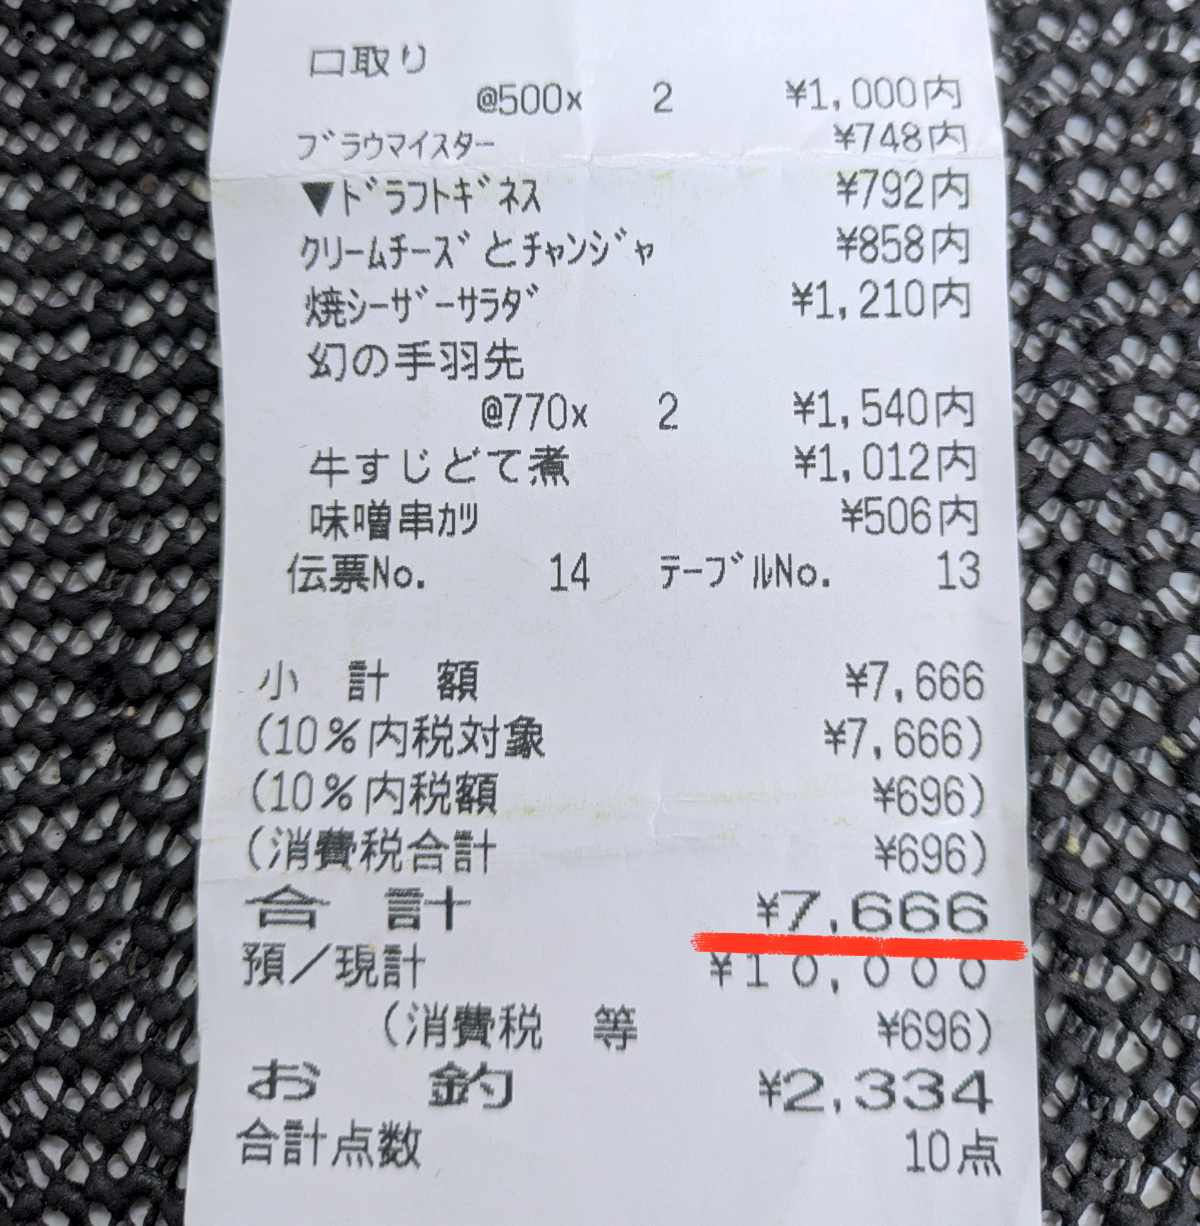 口取り
@500x 2 ¥1,000内
ブラウマイスター ¥748内
▼ドラフトギネス ¥792内
クリームチーズとチャンジャ ¥858内
焼シーザーサラダ ¥1,210内
幻の手羽先
@770x 2 ¥1,540内
牛すじどて煮 ¥1,012内
味噌串カツ ¥506内
伝票No. 14 テーブルNo. 13
小計額 ¥7,666
(10%内税対象 ¥7,666)
(10%内税額 ¥696)
(消費税合計 ¥696)
合計 ¥7,666
預/現計 ¥10,000
(消費税 等 ¥696)
お釣 ¥2,334
合計点数 10点